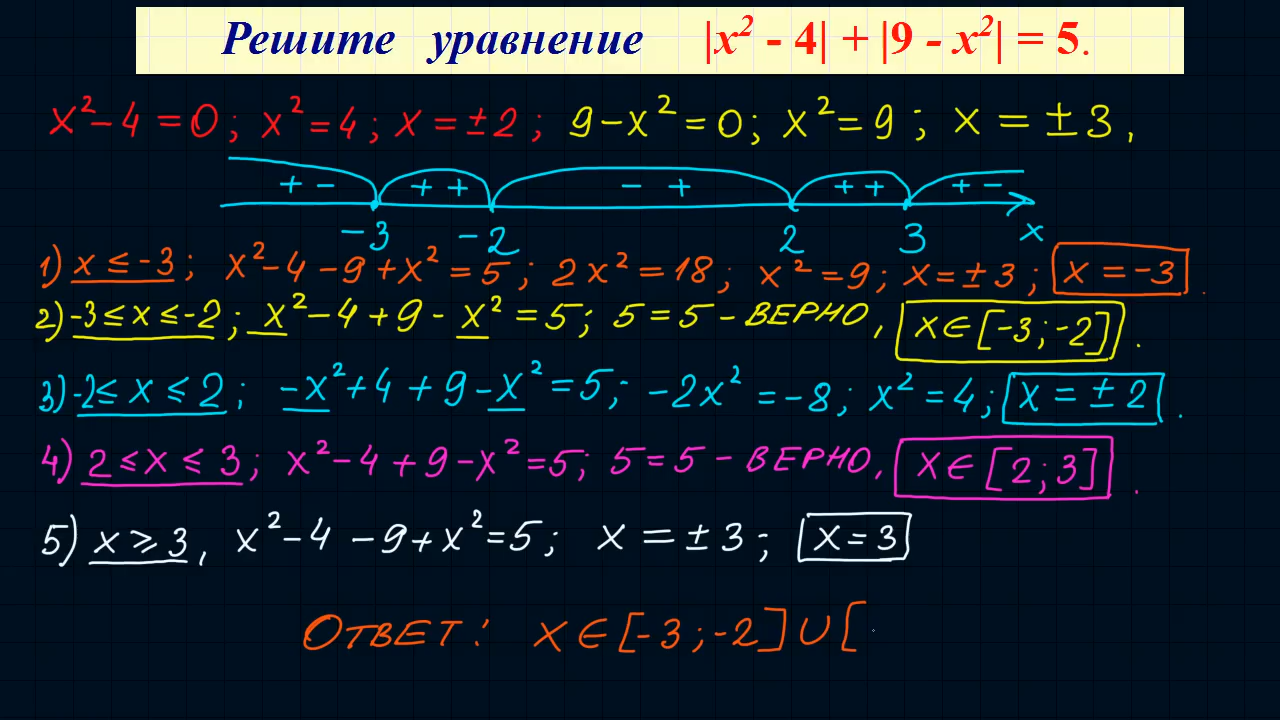 Решите уравнение |x² - 4| + |9 - x²| = 5.
x²-4=0; x²=4; x=±2; 9-x²=0; x²=9; x=±3,
+ - + + - + + + + -
-3 -2 2 3 x
1) x≤-3; x²-4-9+x²=5; 2x²=18; x²=9; x=±3; x=-3.
2) -3≤x≤-2; x²-4+9-x²=5; 5=5-ВЕРНО, x∈[-3;-2].
3) -2≤x≤2; -x²+4+9-x²=5; -2x²=-8; x²=4; x=±2.
4) 2≤x≤3; x²-4+9-x²=5; 5=5-ВЕРНО, x∈[2;3].
5) x⩾3, x²-4-9+x²=5; x=±3; x=3
ОТВЕТ: x∈[-3;-2]∪[